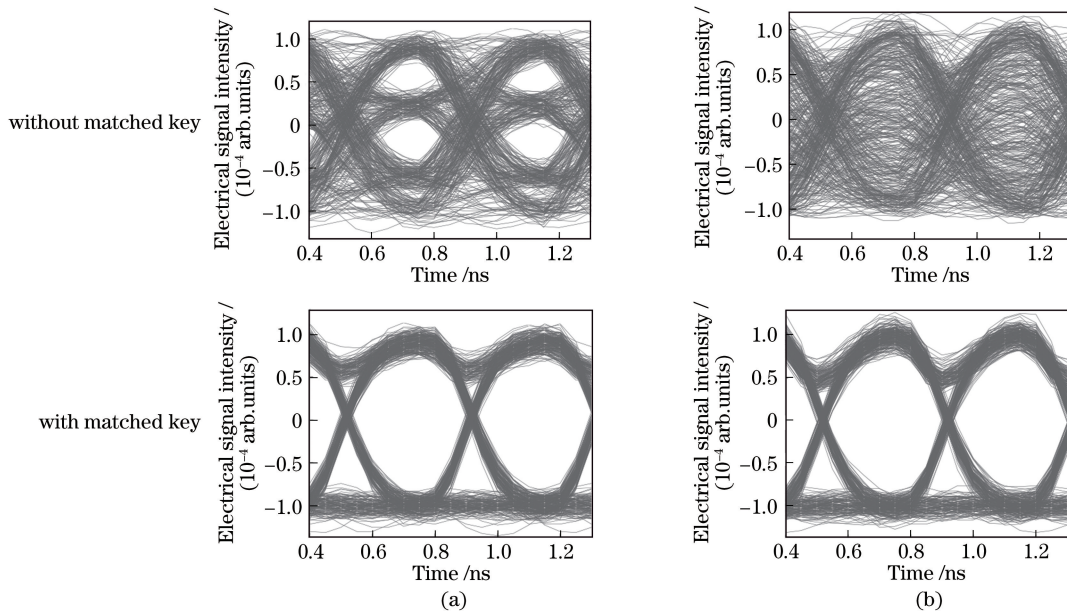 without matched key
Electrical signal intensity /
(10⁻⁴ arb.units)
1.0
0.5
0
−0.5
−1.0
0.4
0.6
0.8
1.0
1.2
Time /ns
Electrical signal intensity /
(10⁻⁴ arb.units)
1.0
0.5
0
−0.5
−1.0
0.4
0.6
0.8
1.0
1.2
Time /ns
with matched key
Electrical signal intensity /
(10⁻⁴ arb.units)
1.0
0.5
0
−0.5
−1.0
0.4
0.6
0.8
1.0
1.2
Time /ns
(a)
Electrical signal intensity /
(10⁻⁴ arb.units)
1.0
0.5
0
−0.5
−1.0
0.4
0.6
0.8
1.0
1.2
Time /ns
(b)